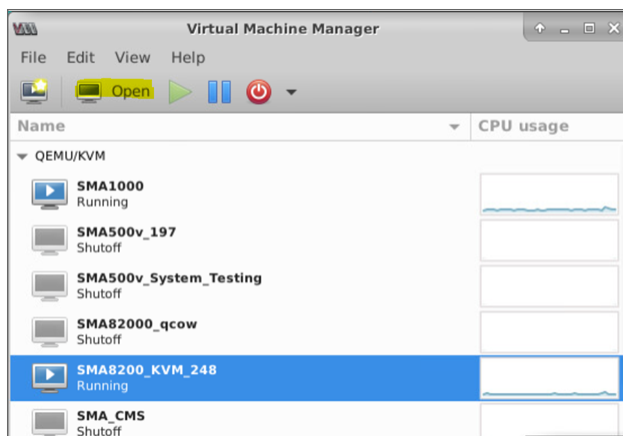 Virtual Machine Manager
File Edit View Help
Open
Name CPU usage
QEMU/KVM
SMA1000
Running
SMA500v_197
Shutoff
SMA500v_System_Testing
Shutoff
SMA82000_qcow
Shutoff
SMA8200_KVM_248
Running
SMA_CMS
Shutoff